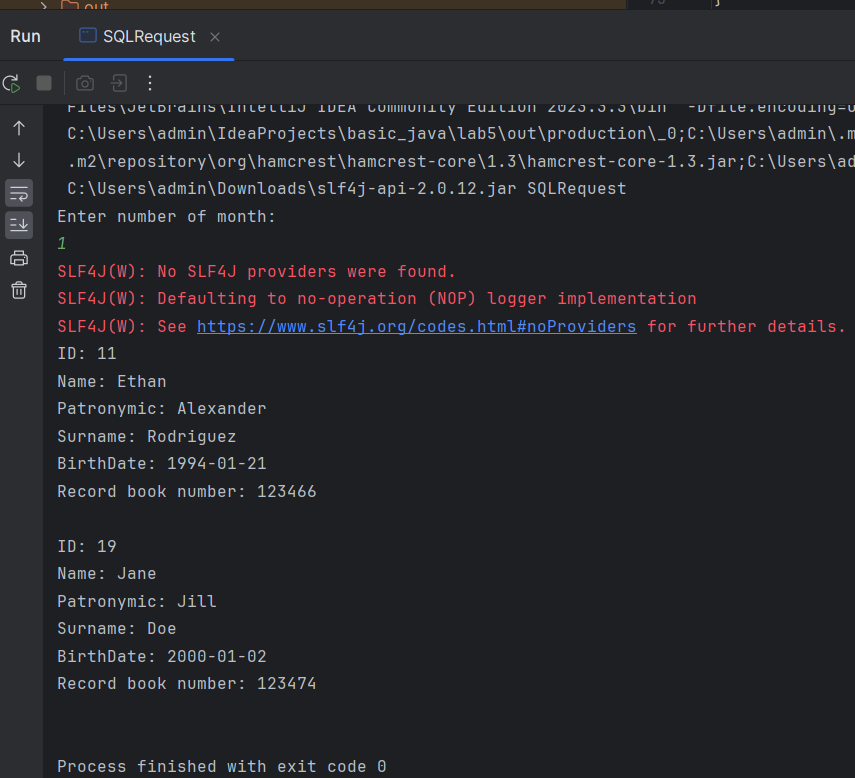 out
Run
SQLRequest
Files\JetBrains\IntelliJ IDEA Community Edition 2023.3.3\bin" -Dfile.encoding=U
C:\Users\admin\IdeaProjects\basic_java\lab5\out\production\_0;C:\Users\admin\.m
.m2\repository\org\hamcrest\hamcrest-core\1.3\hamcrest-core-1.3.jar;C:\Users\ad
C:\Users\admin\Downloads\slf4j-api-2.0.12.jar SQLRequest
Enter number of month:
1
SLF4J(W): No SLF4J providers were found.
SLF4J(W): Defaulting to no-operation (NOP) logger implementation
SLF4J(W): See https://www.slf4j.org/codes.html#noProviders for further details.
ID: 11
Name: Ethan
Patronymic: Alexander
Surname: Rodriguez
BirthDate: 1994-01-21
Record book number: 123466
ID: 19
Name: Jane
Patronymic: Jill
Surname: Doe
BirthDate: 2000-01-02
Record book number: 123474
Process finished with exit code 0